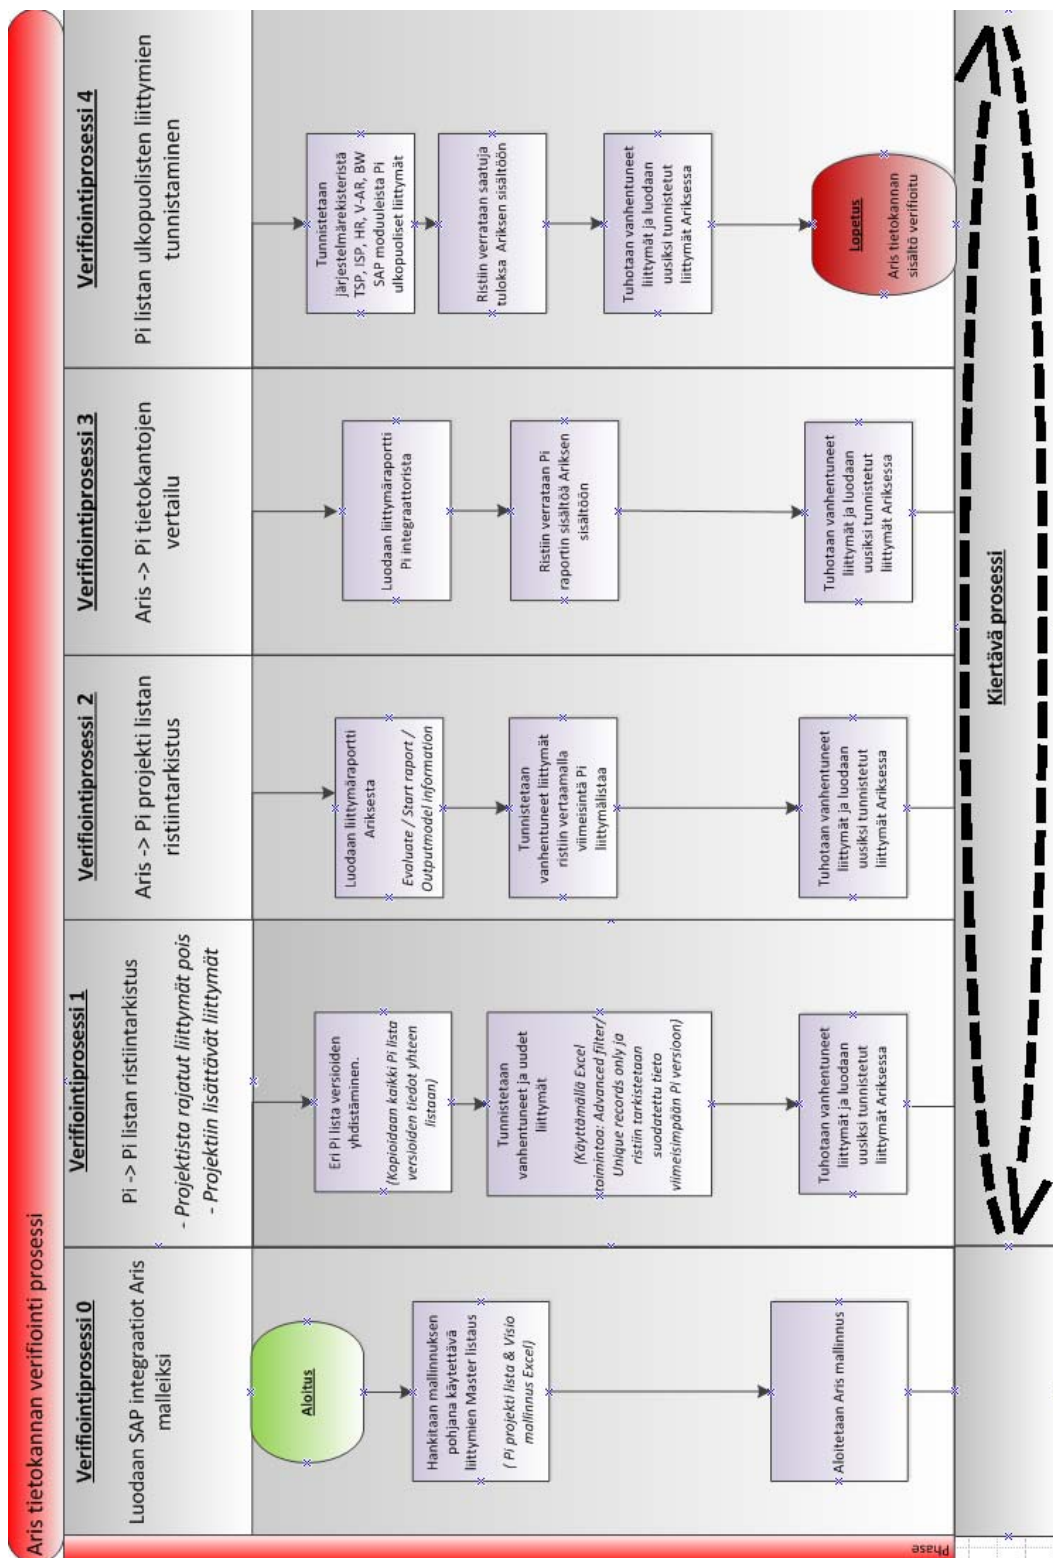 Aris tietokannan verifiointi prosessi
Verifiointiprosessi 0
Luodaan SAP integraatiot Aris
malleiksi
Aloitus
Hankitaan mallinnuksen
pohjana käytettävä
liittymien Master listaus
( Pi projekti lista & Visio
mallinnus Excel)
Aloitetaan Aris mallinnus
Verifiointiprosessi 1
Pi -> Pi listan ristiintarkistus
- Projektista rajatut liittymät pois
- Projektiin lisättävät liittymät
Eri Pi lista versioiden
yhdistäminen.
(Kopioidaan kaikki Pi lista
versioiden tiedot yhteen
listaan)
Tunnistetaan
vanhentuneet ja uudet
liittymät
(Käyttämällä Excel
toimintoa: Advanced filter/
Unique records only ja
ristiin tarkistetaan
suodatettu tieto
viimeisimpään Pi versioon)
Tuhotaan vanhentuneet
liittymät ja luodaan
uusiksi tunnistetut
liittymät Ariksessa
Verifiointiprosessi 2
Aris -> Pi projekti listan
ristiintarkistus
Luodaan liitymäraportti
Ariksesta
Evaluate / Start raport /
Outputmodel information
Tunnistetaan
vanhentuneet liittymät
ristiin vertaamalla
viimeisintä Pi
liittymälistaa
Tuhotaan vanhentuneet
liittymät ja luodaan
uusiksi tunnistetut
liittymät Ariksessa
Verifiointiprosessi 3
Aris -> Pi tietokantojen
vertailu
Luodaan liittymäraportti
Pi integraattorista
Ristiin verrataan Pi
raportin sisältöä Ariksen
sisältöön
Tuhotaan vanhentuneet
liittymät ja luodaan
uusiksi tunnistetut
liittymät Ariksessa
Verifiointiprosessi 4
Pi listan ulkopuolisten liittymien
tunnistaminen
Tunnistetaan
järjestelmärekisteristä
TSP, ISP, HR, V-AR, BW
SAP moduuleista Pi
ulkopuoliset liittymät
Ristiin verrataan saatuja
tuloksa Ariksen sisältöön
Tuhotaan vanhentuneet
liittymät ja luodaan
uusiksi tunnistetut
liittymät Ariksessa
Lopetus
Aris tietokannan
sisältö verifioitu
Kiertävä prosessi
Phase